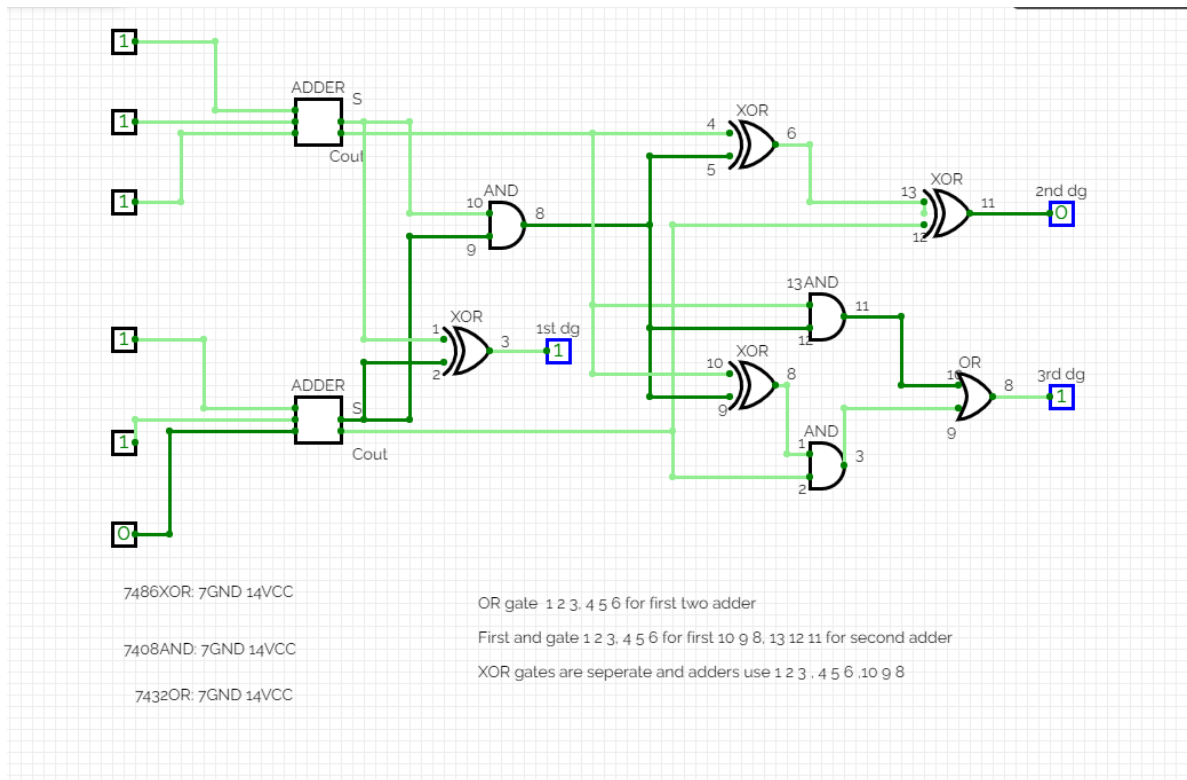 1
ADDER
S
XOR
4
6
1
Cout
5
AND
XOR
2nd dg
10
8
13
11
0
1
9
12
13AND
11
XOR
1st dg
12
1
3
1
XOR
1
2
10
8
OR
3rd dg
10
8
1
ADDER
9
S
AND
9
1
1
3
Cout
2
0
7486XOR: 7GND 14VCC
OR gate 1 2 3, 4 5 6 for first two adder
First and gate 1 2 3, 4 5 6 for first 10 9 8, 13 12 11 for second adder
7408AND: 7GND 14VCC
XOR gates are seperate and adders use 1 2 3 , 4 5 6 ,10 9 8
7432OR: 7GND 14VCC